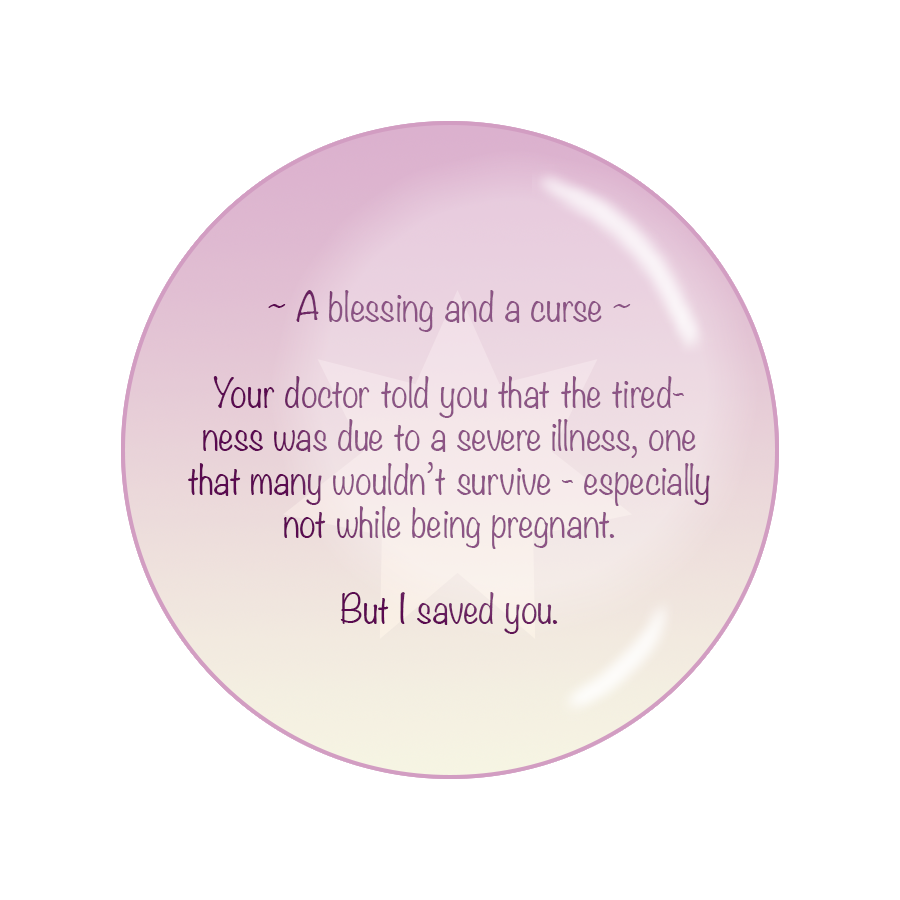 ~ A blessing and a curse ~
Your doctor told you that the tired-
ness was due to a severe illness, one
that many wouldn't survive - especially
not while being pregnant.
But I saved you.